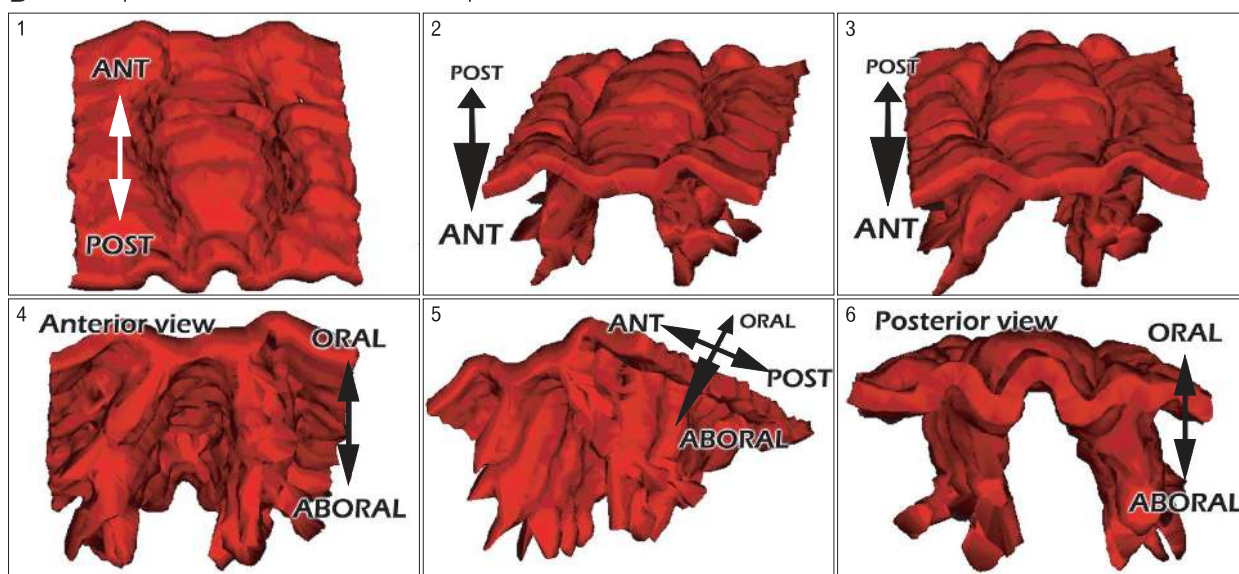 1
ANT
POST
2
POST
ANT
3
POST
ANT
4
Anterior view
ORAL
ABORAL
5
ANT
ORAL
POST
ABORAL
6
Posterior view
ORAL
ABORAL